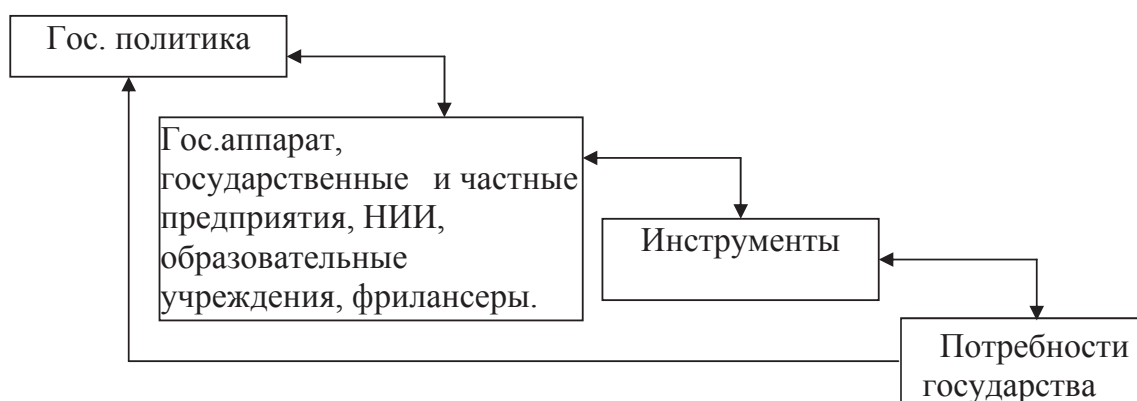 Гос. политика
Гос.аппарат,
государственные и частные
предприятия, НИИ,
образовательные
учреждения, фрилансеры.
Инструменты
Потребности
государства